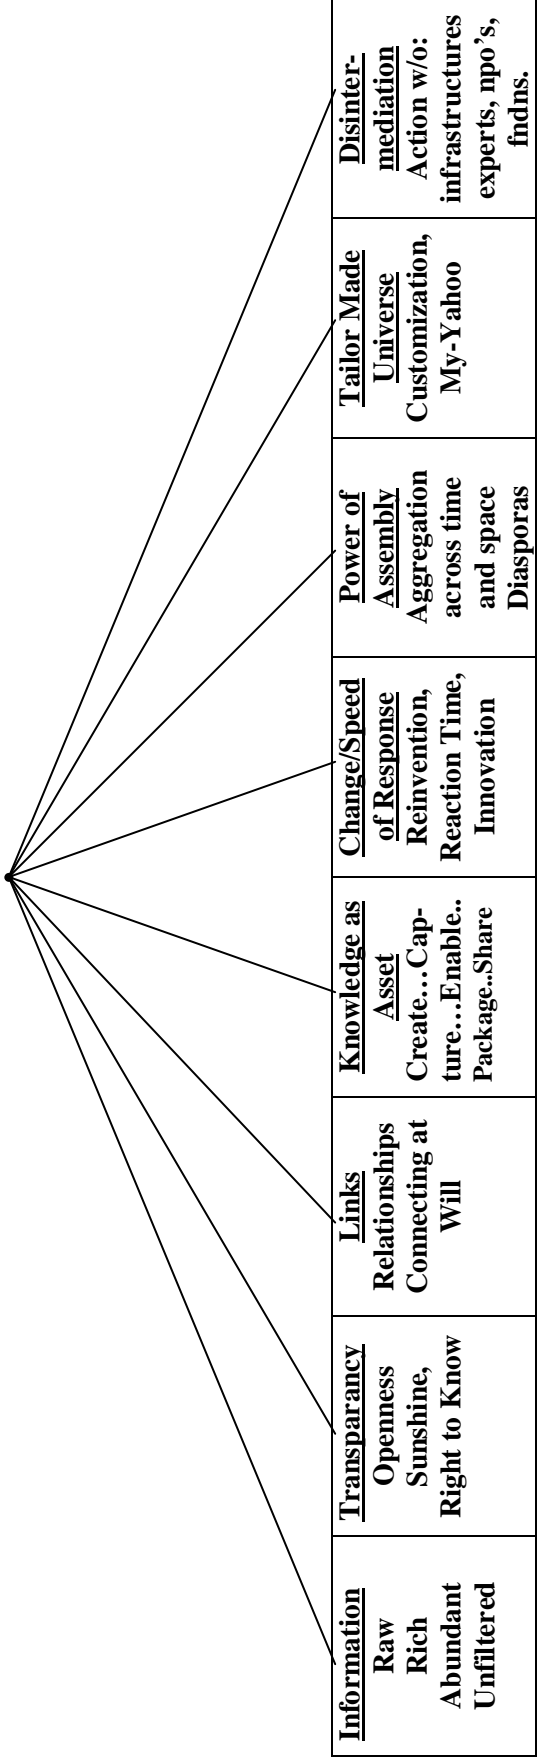 Information
Raw
Rich
Abundant
Unfiltered
Transparancy
Openness
Sunshine,
Right to Know
Links
Relationships
Connecting at
Will
Knowledge as
Asset
Create…Cap-
ture…Enable..
Package..Share
Change/Speed
of Response
Reinvention,
Reaction Time,
Innovation
Power of
Assembly
Aggregation
across time
and space
Diasporas
Tailor Made
Universe
Customization,
My-Yahoo
Disinter-
mediation
Action w/o:
infrastructures
experts, npo’s,
fndns.